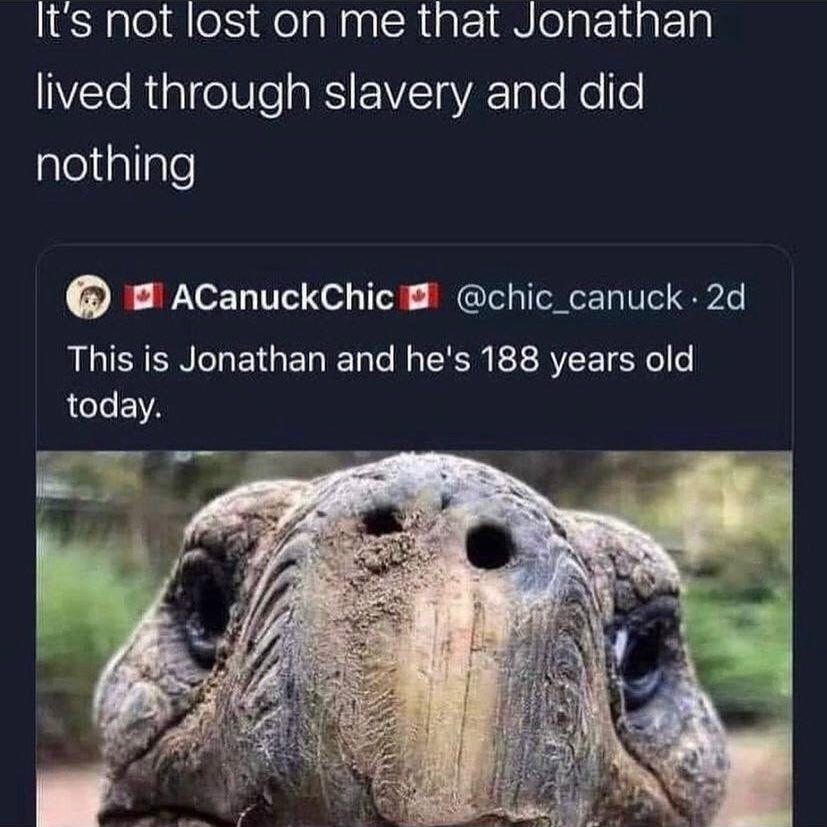 It's not lost on me that Jonathan
lived through slavery and did
nothing
🇨🇦 ACanuckChic🇨🇦 @chic_canuck · 2d
This is Jonathan and he's 188 years old
today.